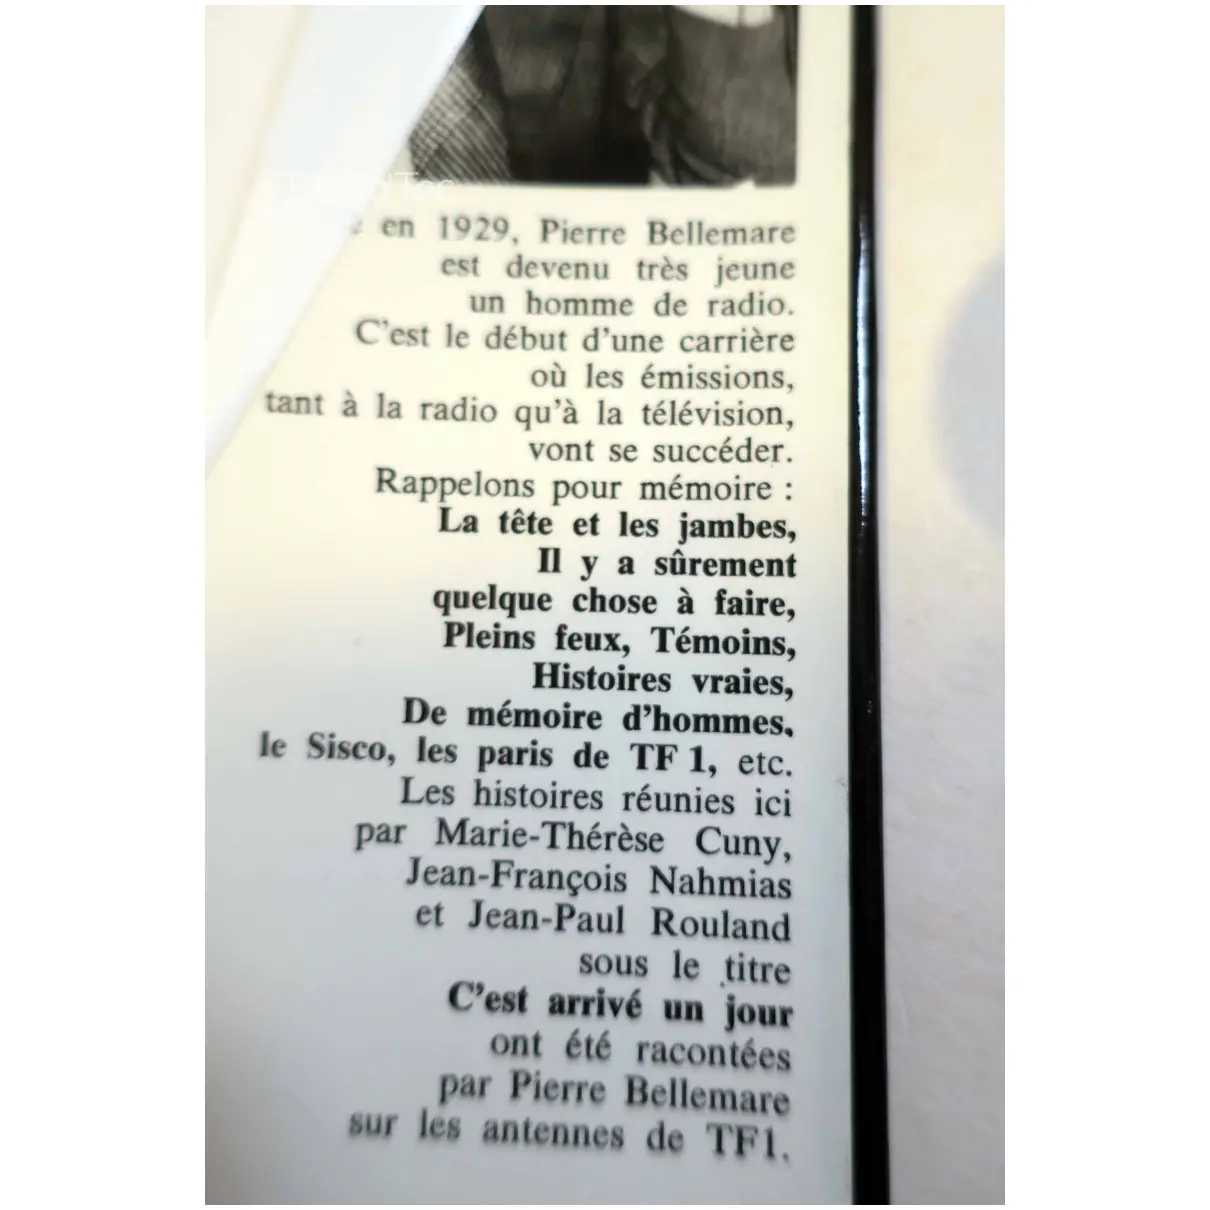 en 1929, Pierre Bellemare
est devenu très jeune
un homme de radio.
C'est le début d'une carrière
où les émissions,
tant à la radio qu'à la télévision,
vont se succéder.
Rappelons pour mémoire :
La tête et les jambes,
Il y a sûrement
quelque chose à faire,
Pleins feux, Témoins,
Histoires vraies,
De mémoire d'hommes,
le Sisco, les paris de TF 1, etc.
Les histoires réunies ici
par Marie-Thérèse Cuny,
Jean-François Nahmias
et Jean-Paul Rouland
sous le titre
C'est arrivé un jour
ont été racontées
par Pierre Bellemare
sur les antennes de TF1.